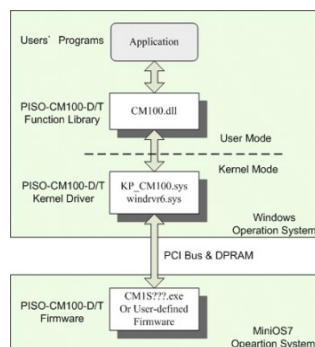 Users' Programs
Application
PISO-CM100-D/T
Function Library
CM100.dll
User Mode
Kernel Mode
PISO-CM100-D/T
Kernel Driver
KP_CM100.sys
windrvr6.sys
Windows
Operation System
PCI Bus & DPRAM
PISO-CM100-D/T
Firmware
CM1S???.exe
Or User-defined
Firmware
MiniOS7
Opeartion System